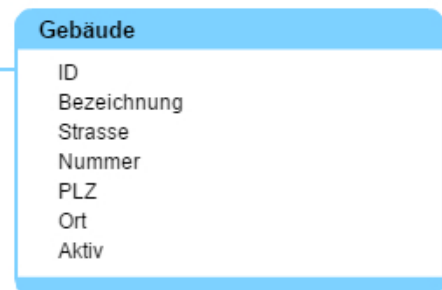 Gebäude
ID
Bezeichnung
Strasse
Nummer
PLZ
Ort
Aktiv